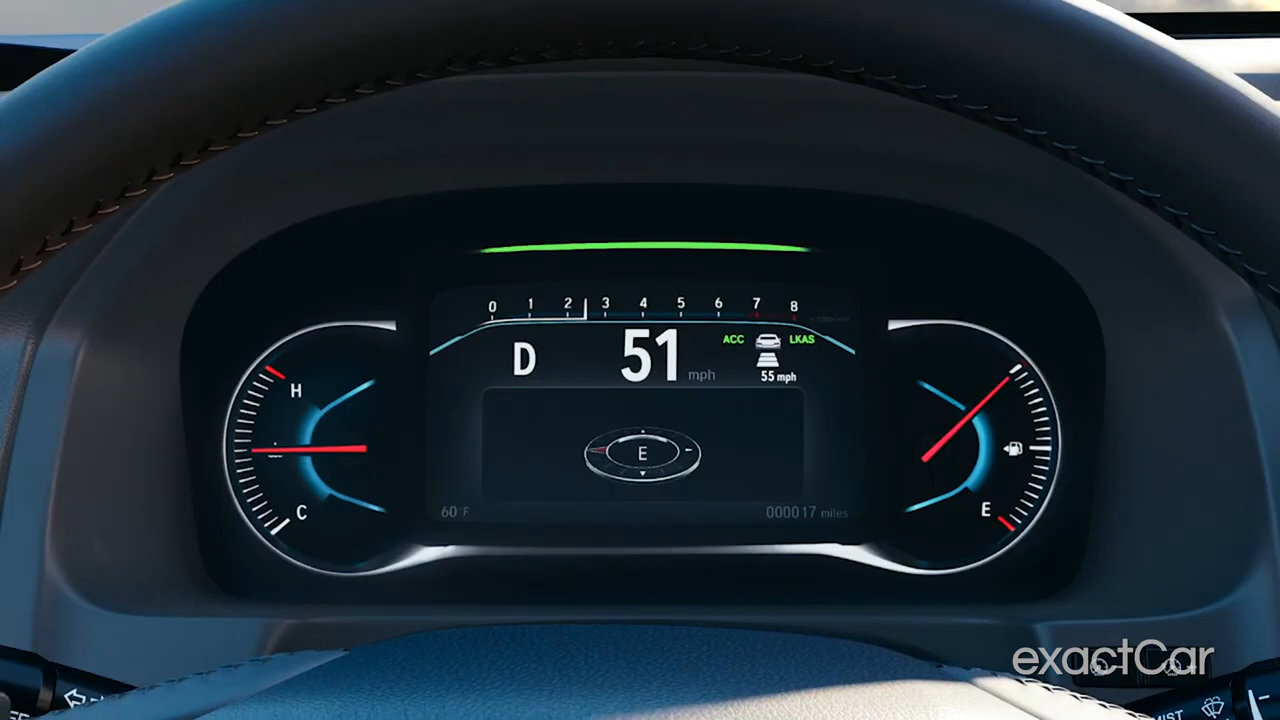 0 1 2 3 4 5 6 7 8
D 51 mph
ACC LKAS
55 mph
H
C
E
E
60°F
000017 miles
exactCar